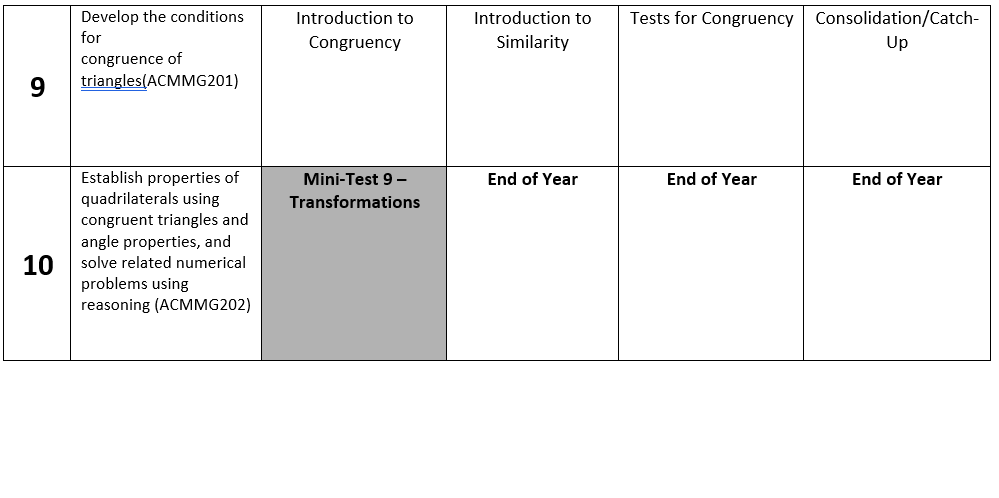 9
Develop the conditions
for
congruence of
triangles(ACMMG201)
Introduction to
Congruency
Introduction to
Similarity
Tests for Congruency
Consolidation/Catch-
Up
10
Establish properties of
quadrilaterals using
congruent triangles and
angle properties, and
solve related numerical
problems using
reasoning (ACMMG202)
Mini-Test 9 –
Transformations
End of Year
End of Year
End of Year